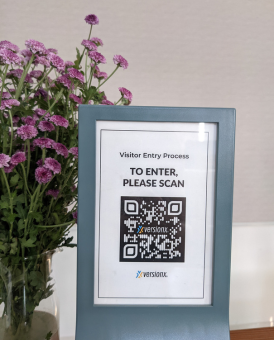 Visitor Entry Process
TO ENTER,
PLEASE SCAN
versionx.
versionx.